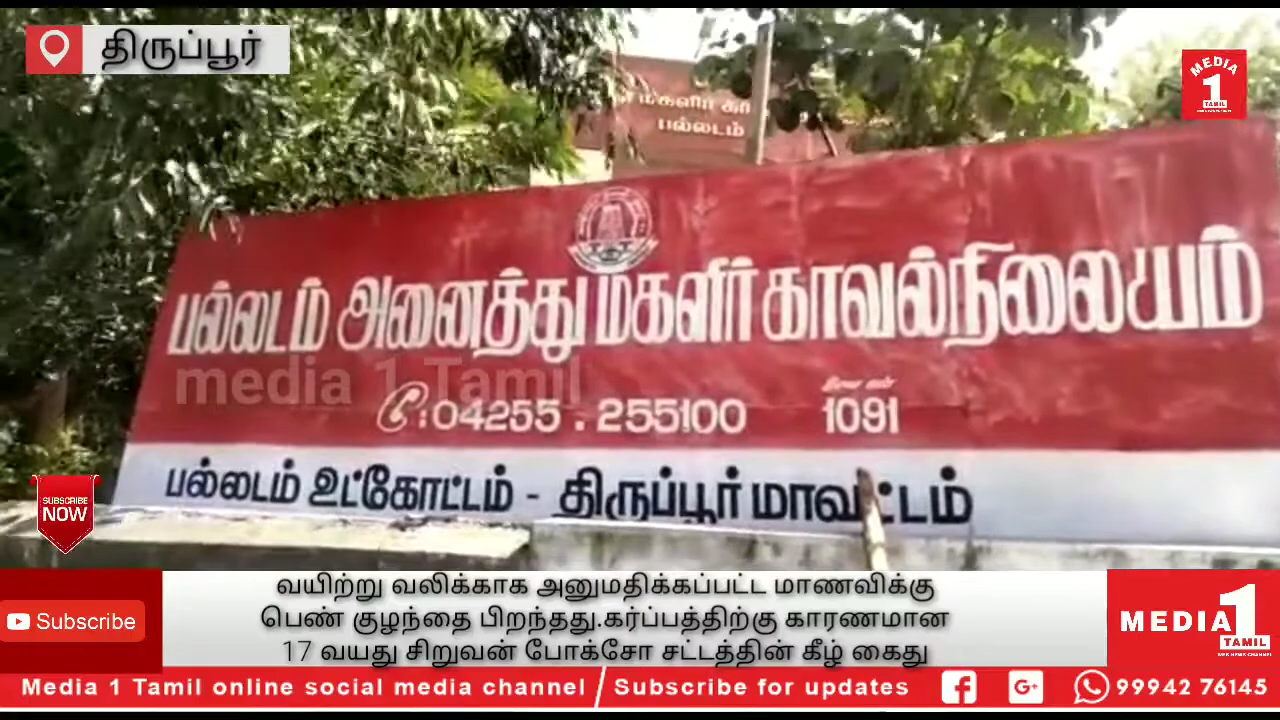 திருப்பூர்
MEDIA
1
TAMIL
மகளிர் கா
பல்லடம்
பல்லடம் அனைத்து மகளிர் காவல்நிலையம்
media 1 Tamil
:04255 . 255100
1091
பல்லடம் உட்கோட்டம் - திருப்பூர் மாவட்டம்
SUBSCRIBE
NOW
வயிற்று வலிக்காக அனுமதிக்கப்பட்ட மாணவிக்கு
பெண் குழந்தை பிறந்தது.கர்ப்பத்திற்கு காரணமான
17 வயது சிறுவன் போக்சோ சட்டத்தின் கீழ் கைது
Subscribe
MEDIA 1
TAMIL
WEB NEWS CHANNEL
Media 1 Tamil online social media channel / Subscribe for updates
G+
99942 76145